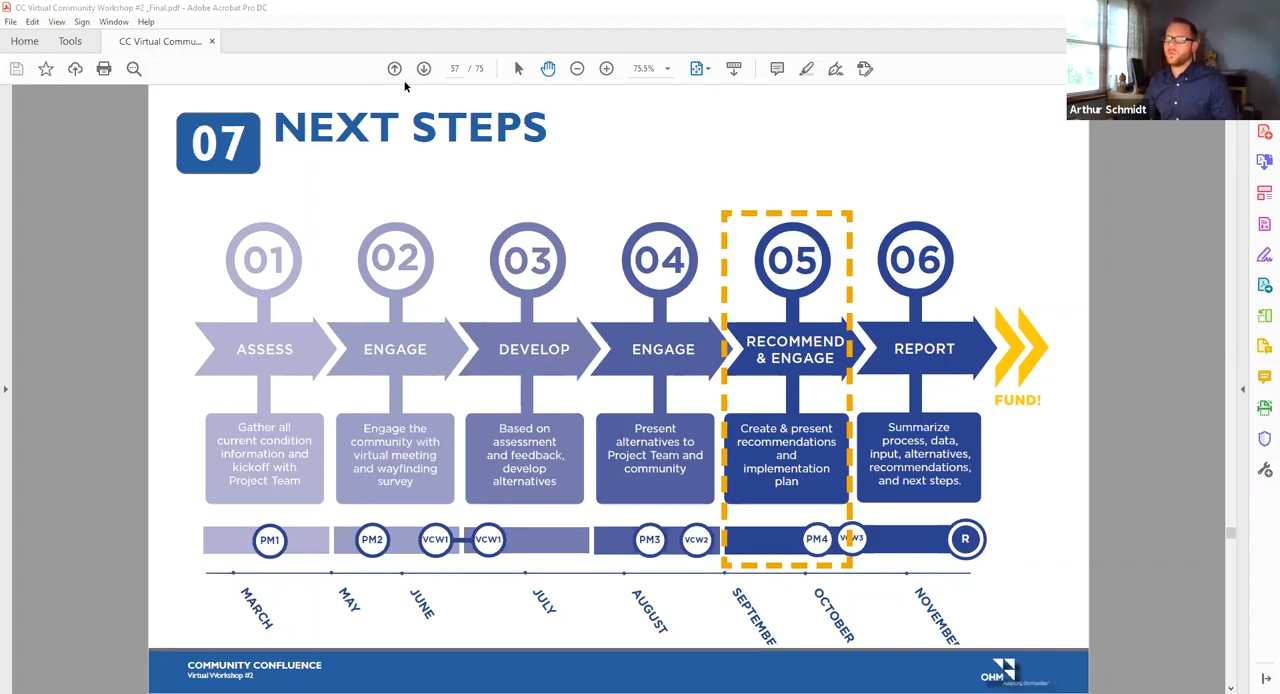 CC Virtual Community Workshop #2 _Final.pdf - Adobe Acrobat Pro DC
File Edit View Sign Window Help
Home Tools CC Virtual Commu... ×
57 / 75 75.5%
Arthur Schmidt
07 NEXT STEPS
01 02 03 04 05 06
ASSESS
ENGAGE
DEVELOP
ENGAGE
RECOMMEND
& ENGAGE
REPORT
FUND!
Gather all
current condition
information and
kickoff with
Project Team
Engage the
community with
virtual meeting
and wayfinding
survey
Based on
assessment
and feedback,
develop
alternatives
Present
alternatives to
Project Team and
community
Create & present
recommendations
and
implementation
plan
Summarize
process, data,
input, alternatives,
recommendations,
and next steps.
PM1 PM2 VCW1 VCW1 PM3 VCW2 PM4 VCW3 R
MARCH MAY JUNE JULY AUGUST SEPTEMBE OCTOBER NOVEMBER
COMMUNITY CONFLUENCE
Virtual Workshop #2
OHM